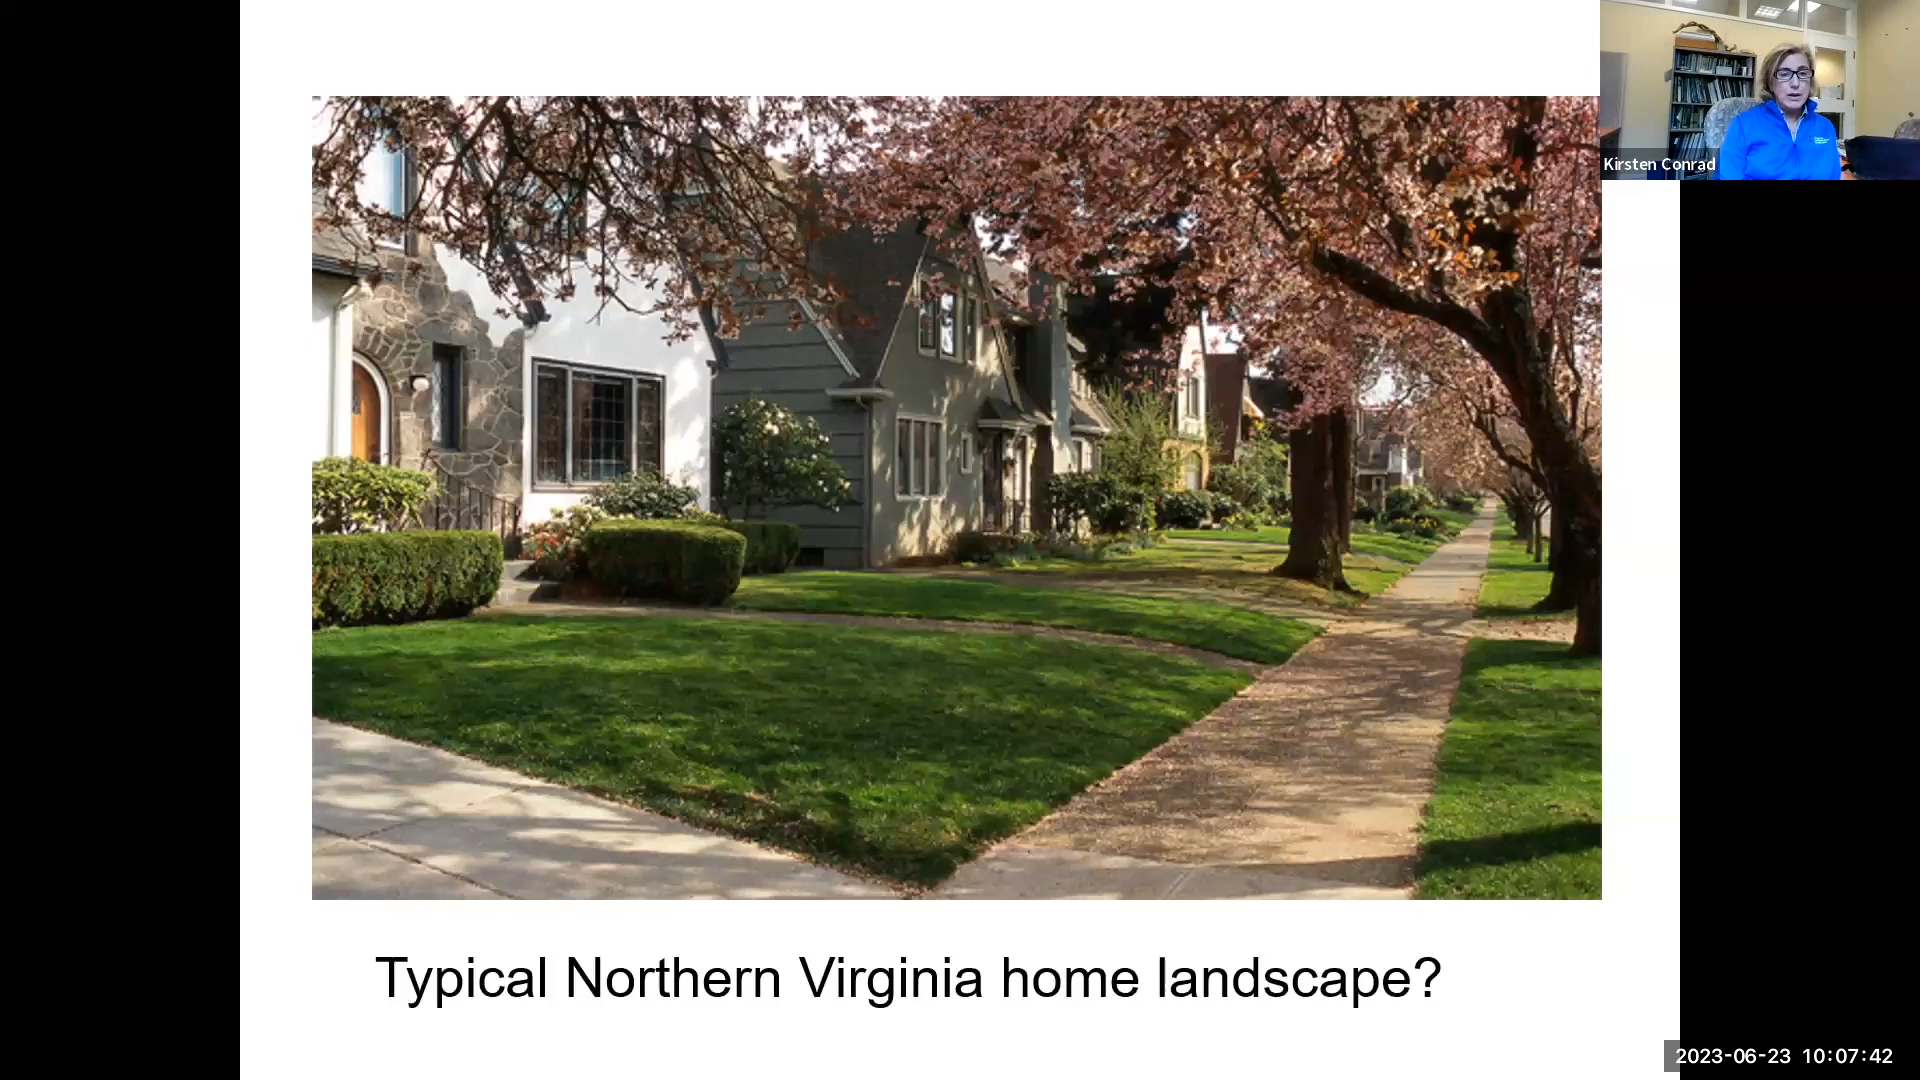 Kirsten Conrad
Typical Northern Virginia home landscape?
2023-06-23 10:07:42